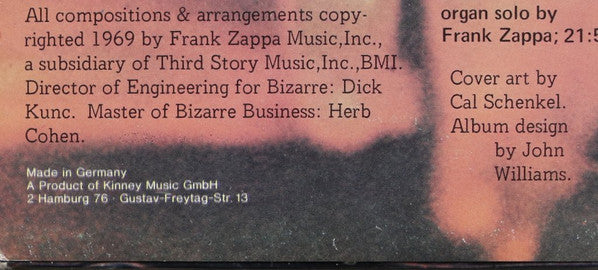 All compositions & arrangements copy-
righted 1969 by Frank Zappa Music,Inc.,
a subsidiary of Third Story Music,Inc.,BMI.
Director of Engineering for Bizarre: Dick
Kunc. Master of Bizarre Business: Herb
Cohen.
Made in Germany
A Product of Kinney Music GmbH
2 Hamburg 76 · Gustav-Freytag-Str. 13
organ solo by
Frank Zappa; 21:5
Cover art by
Cal Schenkel.
Album design
by John
Williams.